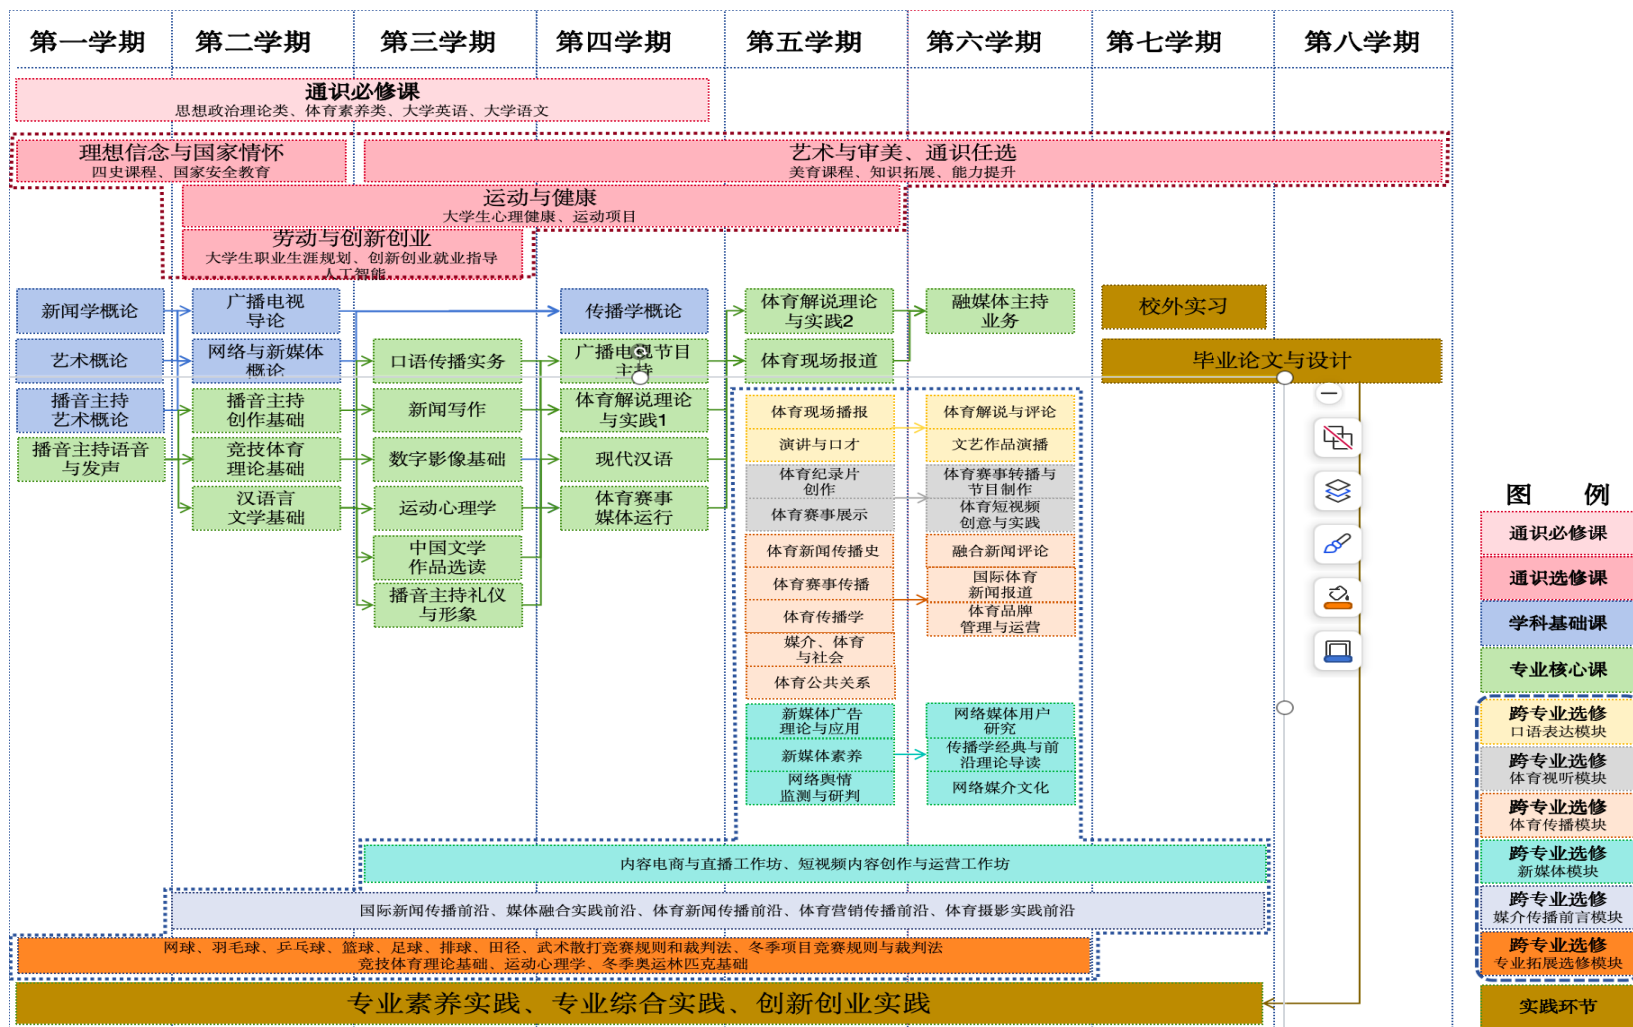 第一学期
第二学期
第三学期
第四学期
第五学期
第六学期
第七学期
第八学期
通识必修课
思想政治理论类、体育素养类、大学英语、大学语文
理想信念与国家情怀
四史课程、国家安全教育
艺术与审美、通识任选
美育课程、知识拓展、能力提升
运动与健康
大学生心理健康、运动项目
劳动与创新创业
大学生职业生涯规划、创新创业就业指导
人工智能
新闻学概论
艺术概论
播音主持
艺术概论
播音主持语音
与发声
广播电视
导论
网络与新媒体
概论
播音主持
创作基础
竞技体育
理论基础
汉语言
文学基础
口语传播实务
新闻写作
数字影像基础
运动心理学
中国文学
作品选读
播音主持礼仪
与形象
传播学概论
广播电视节目
主持
体育解说理论
与实践1
现代汉语
体育赛事
媒体运行
体育解说理论
与实践2
体育现场报道
体育现场播报
演讲与口才
体育纪录片
创作
体育赛事展示
体育新闻传播史
体育赛事传播
体育传播学
媒介、体育
与社会
体育公共关系
新媒体广告
理论与应用
新媒体素养
网络舆情
监测与研判
融媒体主持
业务
体育解说与评论
文艺作品演播
体育赛事转播与
节目制作
体育短视频
创意与实践
融合新闻评论
国际体育
新闻报道
体育品牌
管理与运营
网络媒体用户
研究
传播学经典与前
沿理论导读
网络媒介文化
校外实习
毕业论文与设计
内容电商与直播工作坊、短视频内容创作与运营工作坊
国际新闻传播前沿、媒体融合实践前沿、体育新闻传播前沿、体育营销传播前沿、体育摄影实践前沿
网球、羽毛球、乒乓球、篮球、足球、排球、田径、武术散打竞赛规则和裁判法、冬季项目竞赛规则与裁判法
竞技体育理论基础、运动心理学、冬季奥运林匹克基础
专业素养实践、专业综合实践、创新创业实践
图 例
通识必修课
通识选修课
学科基础课
专业核心课
跨专业选修
口语表达模块
跨专业选修
体育视听模块
跨专业选修
体育传播模块
跨专业选修
新媒体模块
跨专业选修
媒介传播前言模块
跨专业选修
专业拓展选修模块
实践环节